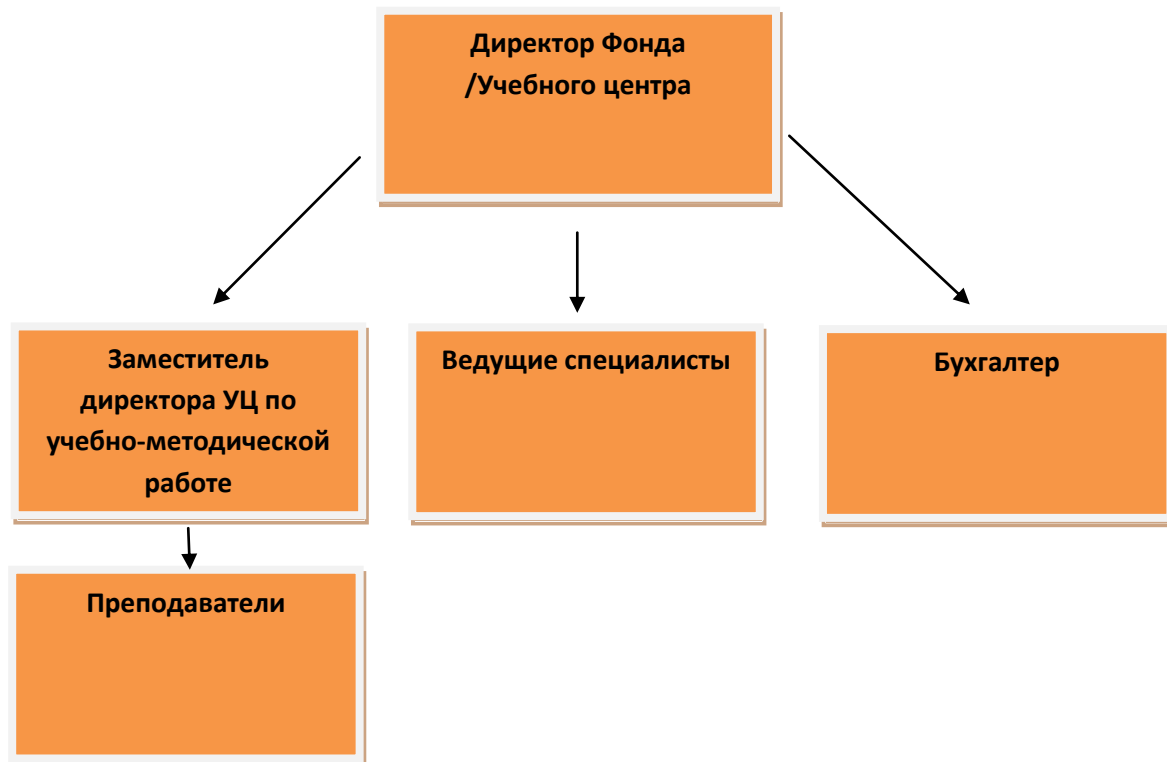 Директор Фонда
/Учебного центра
Заместитель
директора УЦ по
учебно-методической
работе
Ведущие специалисты
Бухгалтер
Преподаватели